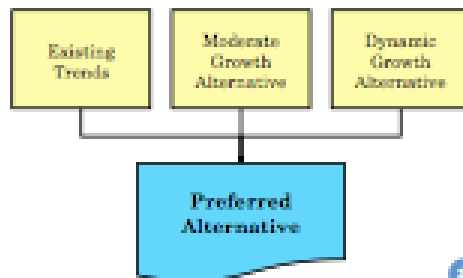 Existing
Trends
Moderate
Growth
Alternative
Dynamic
Growth
Alternative
Preferred
Alternative